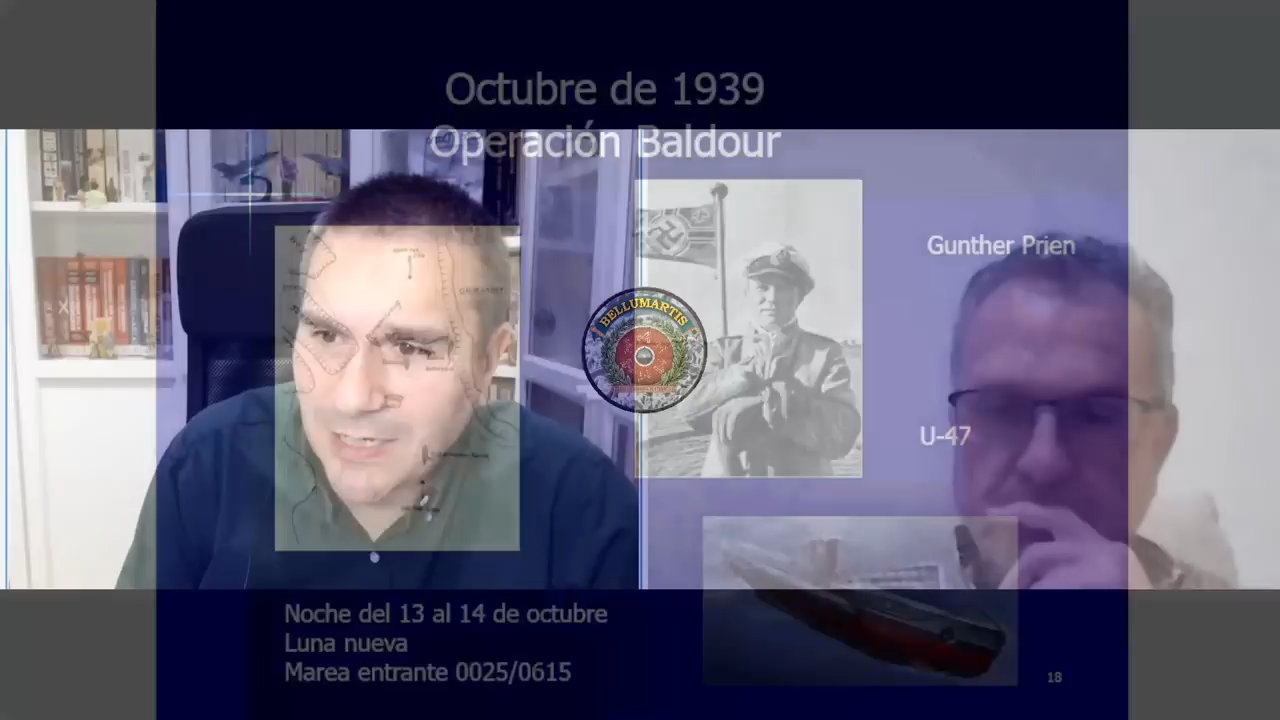 Octubre de 1939
Operación Baldour
Gunther Prien
BELLUMARTIS
U-47
Noche del 13 al 14 de octubre
Luna nueva
Marea entrante 0025/0615
18